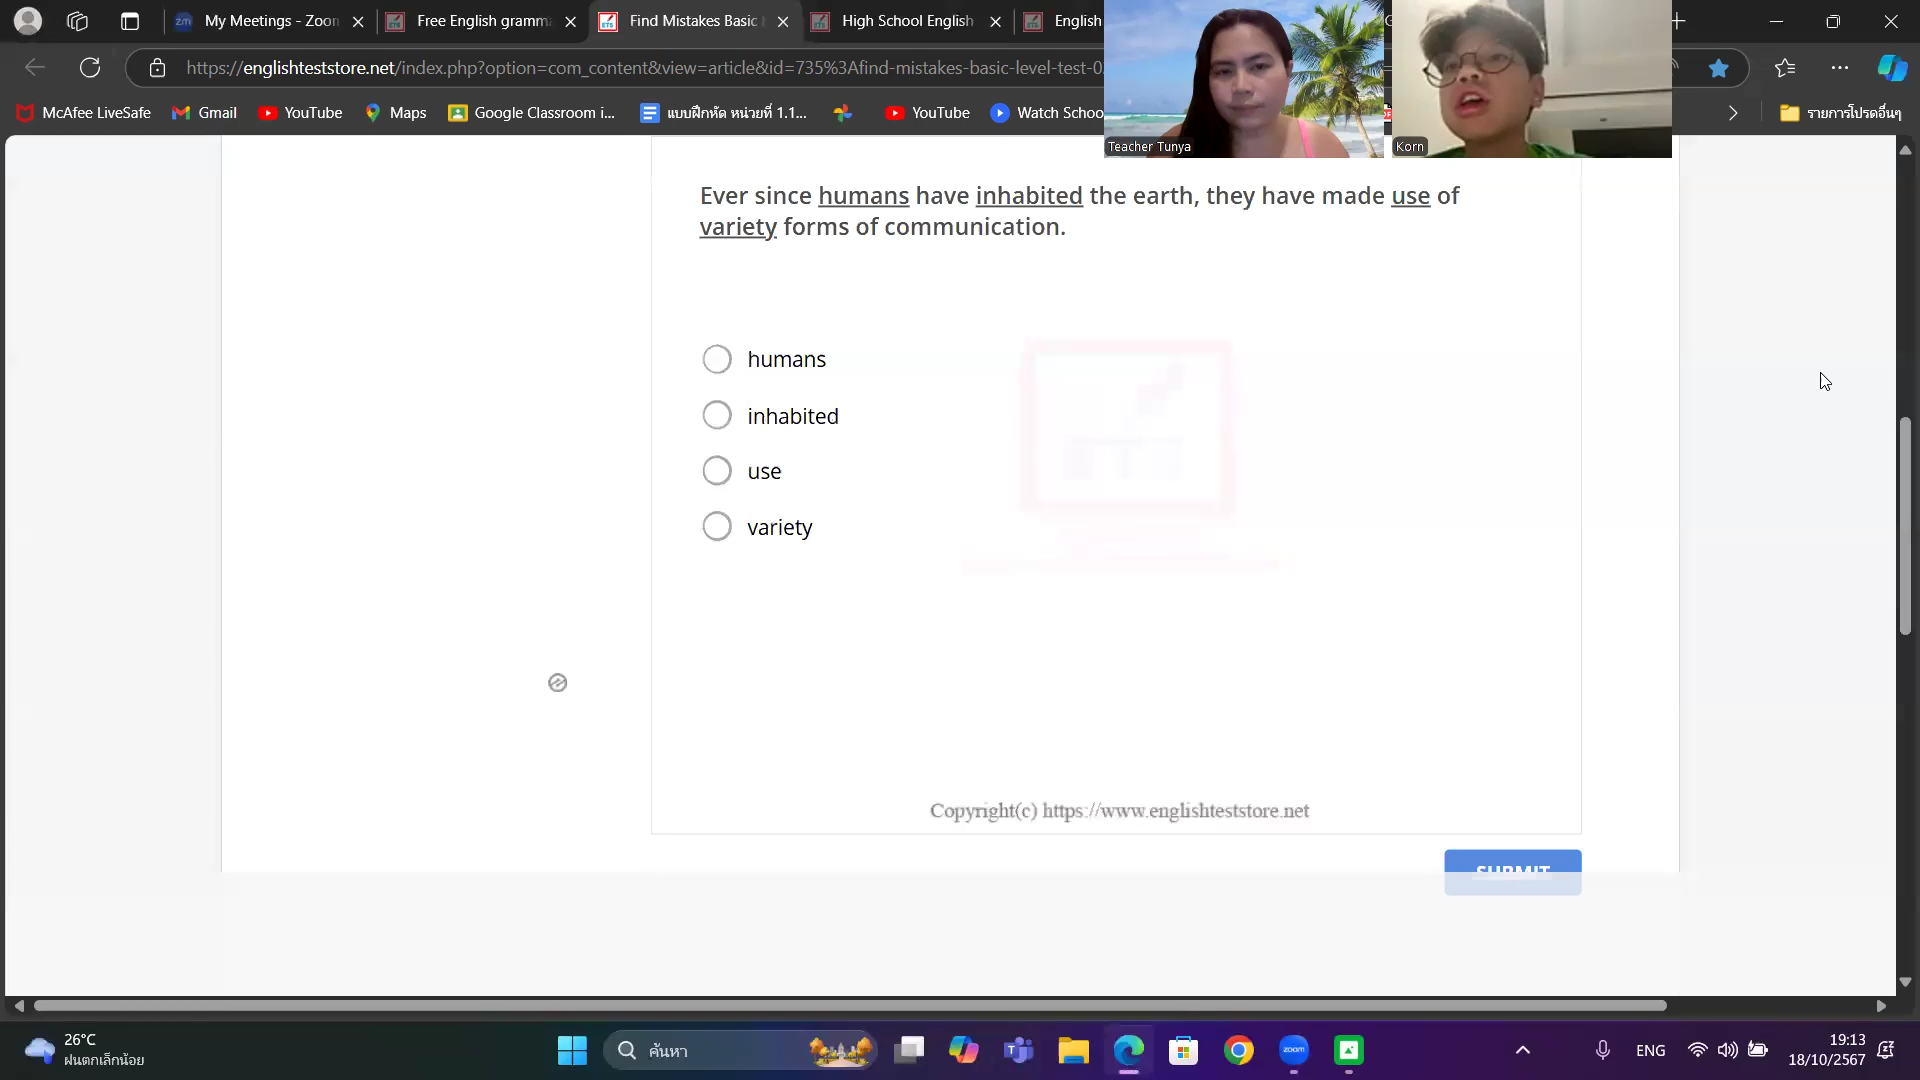 My Meetings - Zoon
Free English gramma
Find Mistakes Basic
High School English
English
https://englishteststore.net/index.php?option=com_content&view=article&id=735%3Afind-mistakes-basic-level-test-0
McAfee LiveSafe
Gmail
YouTube
Maps
Google Classroom i...
แบบฝึกหัด หน่วยที่ 1.1...
YouTube
Watch Schoo
รายการโปรดอื่นๆ
Teacher Tunya
Korn
Ever since humans have inhabited the earth, they have made use of
variety forms of communication.
humans
inhabited
use
variety
Copyright(c) https://www.englishteststore.net
SUBMIT
26°C
ฝนตกเล็กน้อย
ค้นหา
zoom
ENG
19:13
18/10/2567